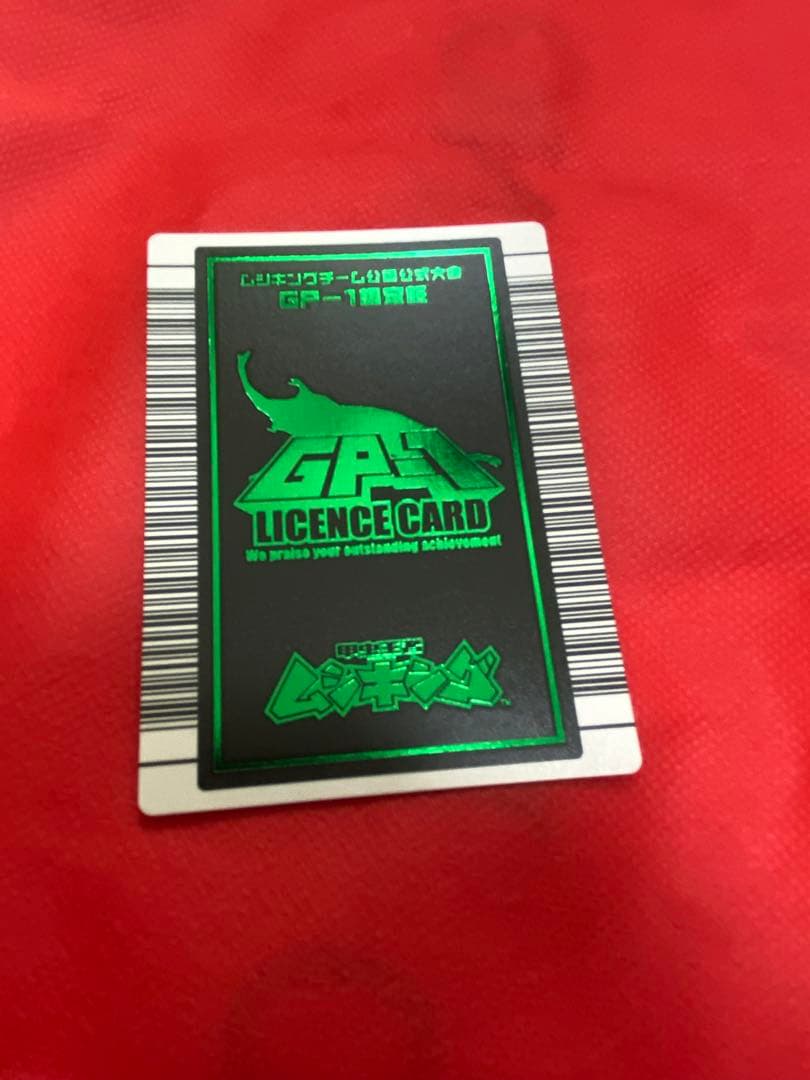 ムシキングチーム公認公式大会
GP-1認定証
GP-1
LICENCE CARD
We praise your outstanding achievement
甲虫王者
ムシキング
TM